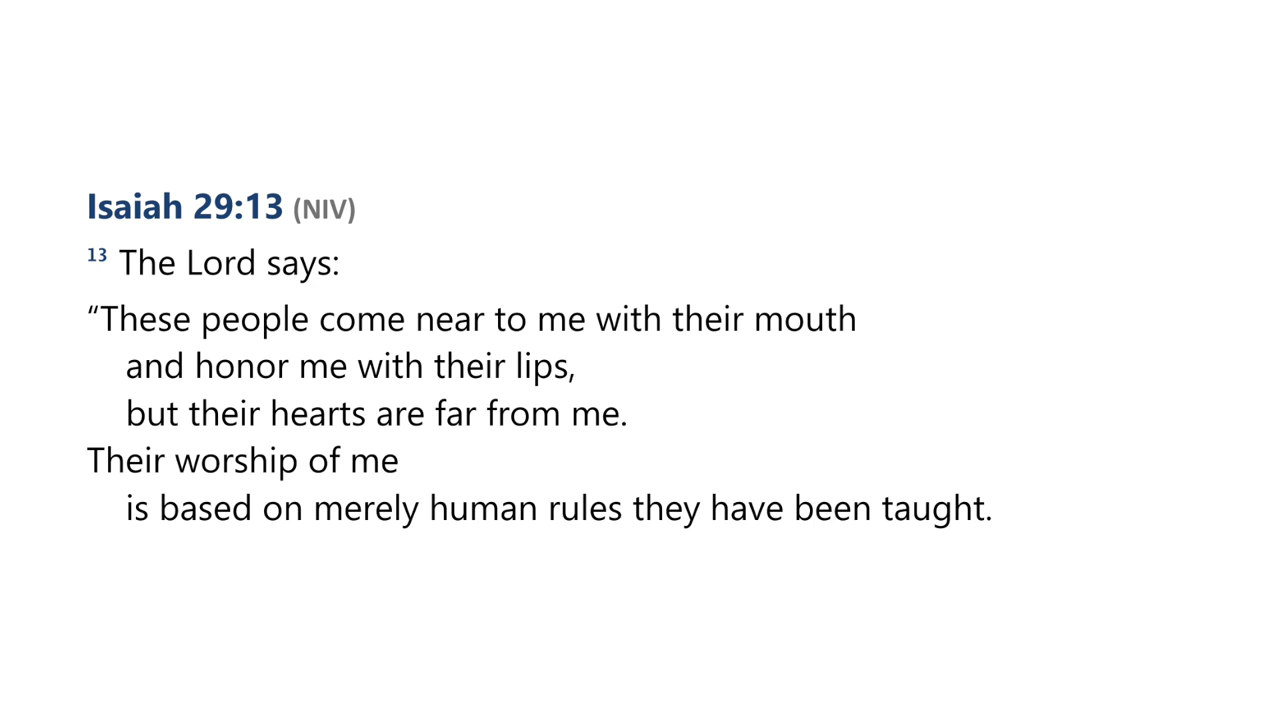 Isaiah 29:13 (NIV)
13 The Lord says:
“These people come near to me with their mouth
and honor me with their lips,
but their hearts are far from me.
Their worship of me
is based on merely human rules they have been taught.